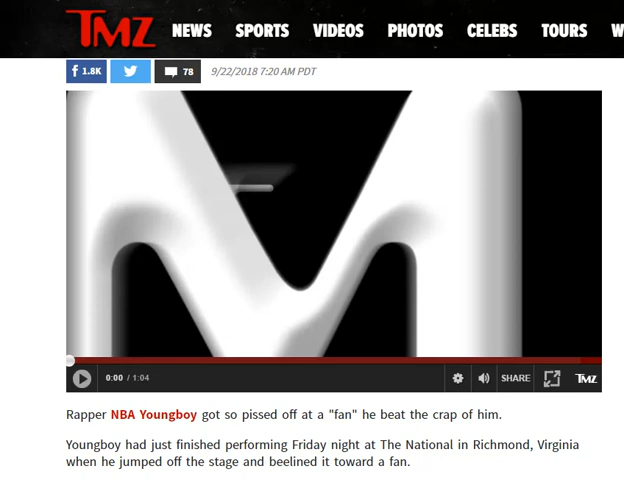 TMZ NEWS SPORTS VIDEOS PHOTOS CELEBS TOURS W
f 1.8K 78 9/22/2018 7:20 AM PDT
M
0:00 / 1:04 SHARE TMZ
Rapper NBA Youngboy got so pissed off at a "fan" he beat the crap of him.
Youngboy had just finished performing Friday night at The National in Richmond, Virginia
when he jumped off the stage and beelined it toward a fan.